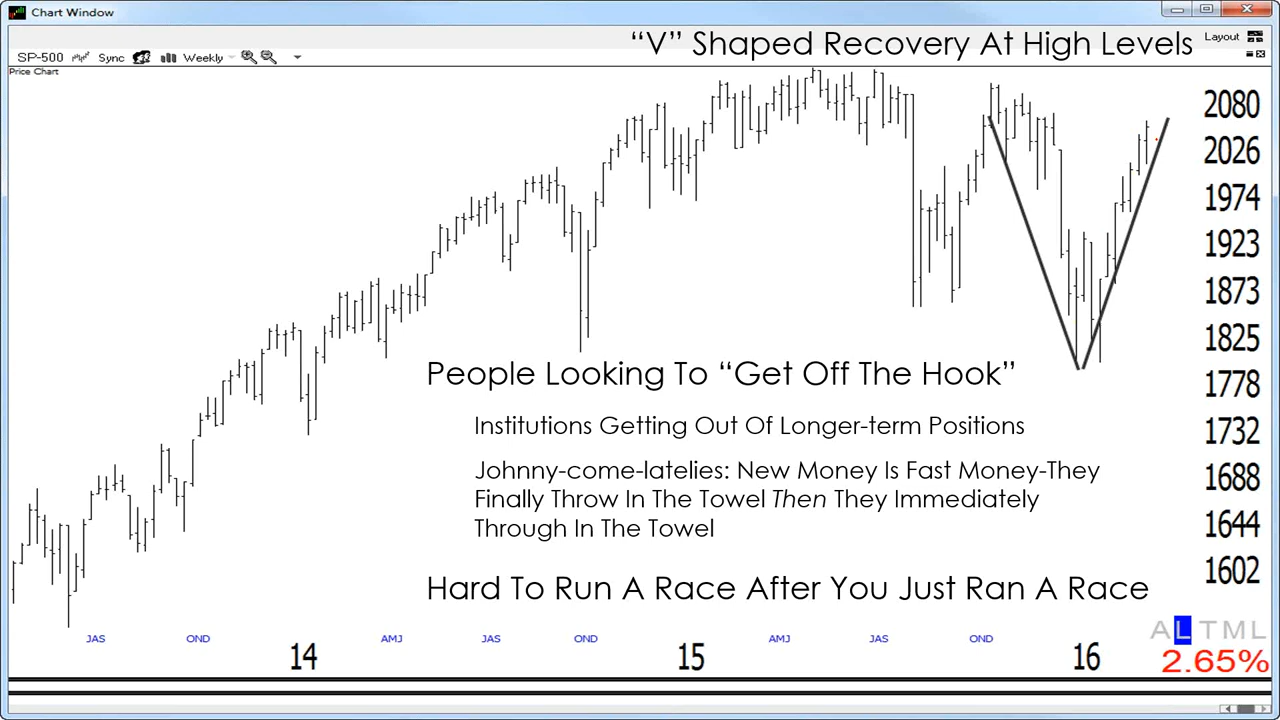 Chart Window
"V" Shaped Recovery At High Levels
Layout
SP-500 Sync Weekly
Price Chart
2080
2026
1974
1923
1873
1825
1778
1732
1688
1644
1602
People Looking To "Get Off The Hook"
Institutions Getting Out Of Longer-term Positions
Johnny-come-latelies: New Money Is Fast Money-They
Finally Throw In The Towel Then They Immediately
Through In The Towel
Hard To Run A Race After You Just Ran A Race
JAS OND AMJ JAS OND AMJ JAS OND
14 15 16
A L T M L
2.65%